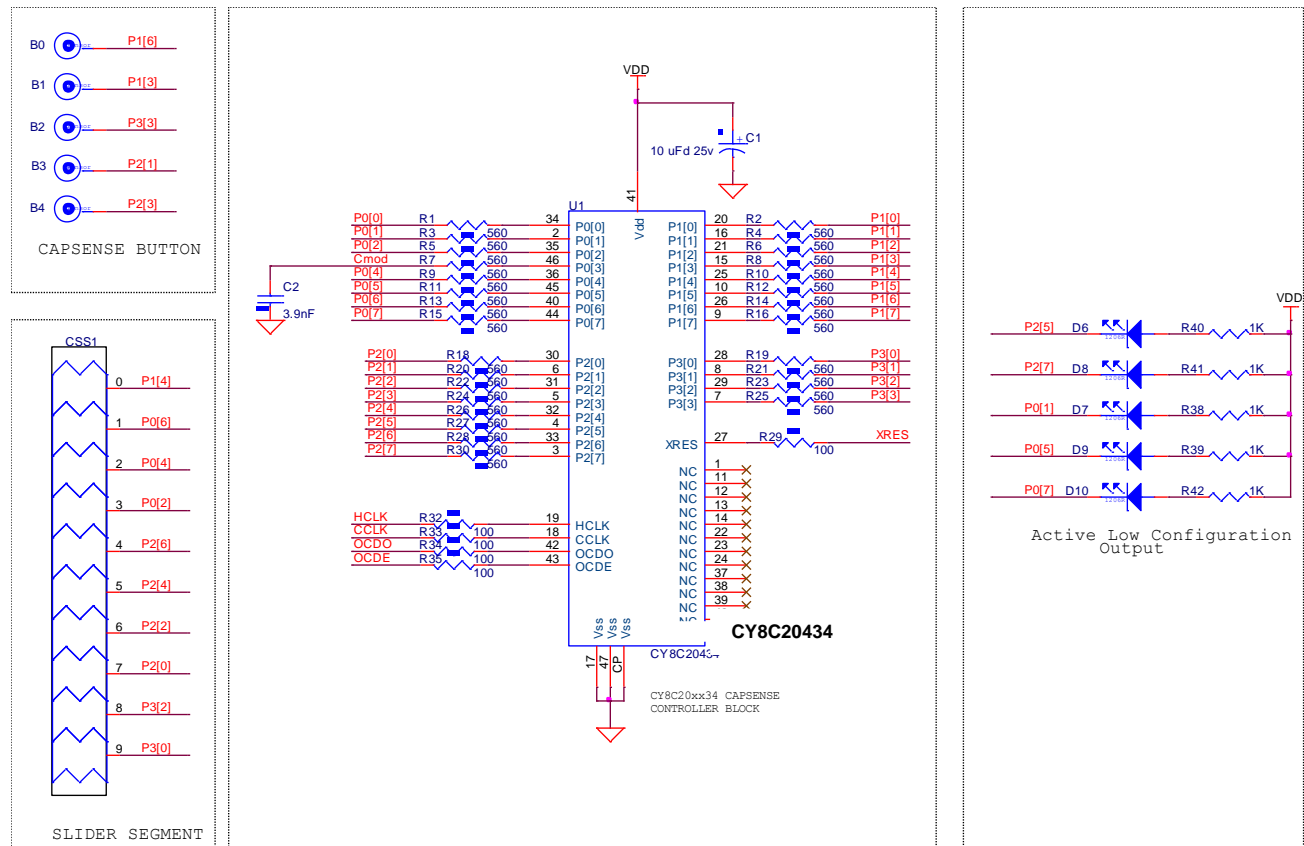 B0 P1[6]
B1 P1[3]
B2 P3[3]
B3 P2[1]
B4 P2[3]
CAPSENSE BUTTON
CSS1
0 P1[4]
1 P0[6]
2 P0[4]
3 P0[2]
4 P2[6]
5 P2[4]
6 P2[2]
7 P2[0]
8 P3[2]
9 P3[0]
SLIDER SEGMENT
VDD
+ C1
10 uFd 25v
41
Vdd
U1
P0[0] R1 34 P0[0]
P0[1] R3 560 2 P0[1]
P0[2] R5 560 35 P0[2]
Cmod R7 560 46 P0[3]
P0[4] R9 560 36 P0[4]
P0[5] R11 560 45 P0[5]
P0[6] R13 560 40 P0[6]
P0[7] R15 560 44 P0[7]
560
C2
3.9nF
P2[0] R18 30 P2[0]
P2[1] R20 560 6 P2[1]
P2[2] R22 560 31 P2[2]
P2[3] R24 560 5 P2[3]
P2[4] R26 560 32 P2[4]
P2[5] R27 560 4 P2[5]
P2[6] R28 560 33 P2[6]
P2[7] R30 560 3 P2[7]
560
HCLK R32 19 HCLK
CCLK R33 100 18 CCLK
OCDO R34 100 42 OCDO
OCDE R35 100 43 OCDE
100
P1[0] 20 R2 P1[0]
P1[1] 16 R4 560 P1[1]
P1[2] 21 R6 560 P1[2]
P1[3] 15 R8 560 P1[3]
P1[4] 25 R10 560 P1[4]
P1[5] 10 R12 560 P1[5]
P1[6] 26 R14 560 P1[6]
P1[7] 9 R16 560 P1[7]
560
P3[0] 28 R19 P3[0]
P3[1] 8 R21 560 P3[1]
P3[2] 29 R23 560 P3[2]
P3[3] 7 R25 560 P3[3]
560
XRES 27 R29 XRES
100
NC 1
NC 11
NC 12
NC 13
NC 14
NC 22
NC 23
NC 24
NC 37
NC 38
NC 39
NC
CY8C20434
Vss Vss Vss
17 47 CP
CY8C20xx34 CAPSENSE
CONTROLLER BLOCK
VDD
P2[5] D6 R40 1K
P2[7] D8 R41 1K
P0[1] D7 R38 1K
P0[5] D9 R39 1K
P0[7] D10 R42 1K
Active Low Configuration
Output